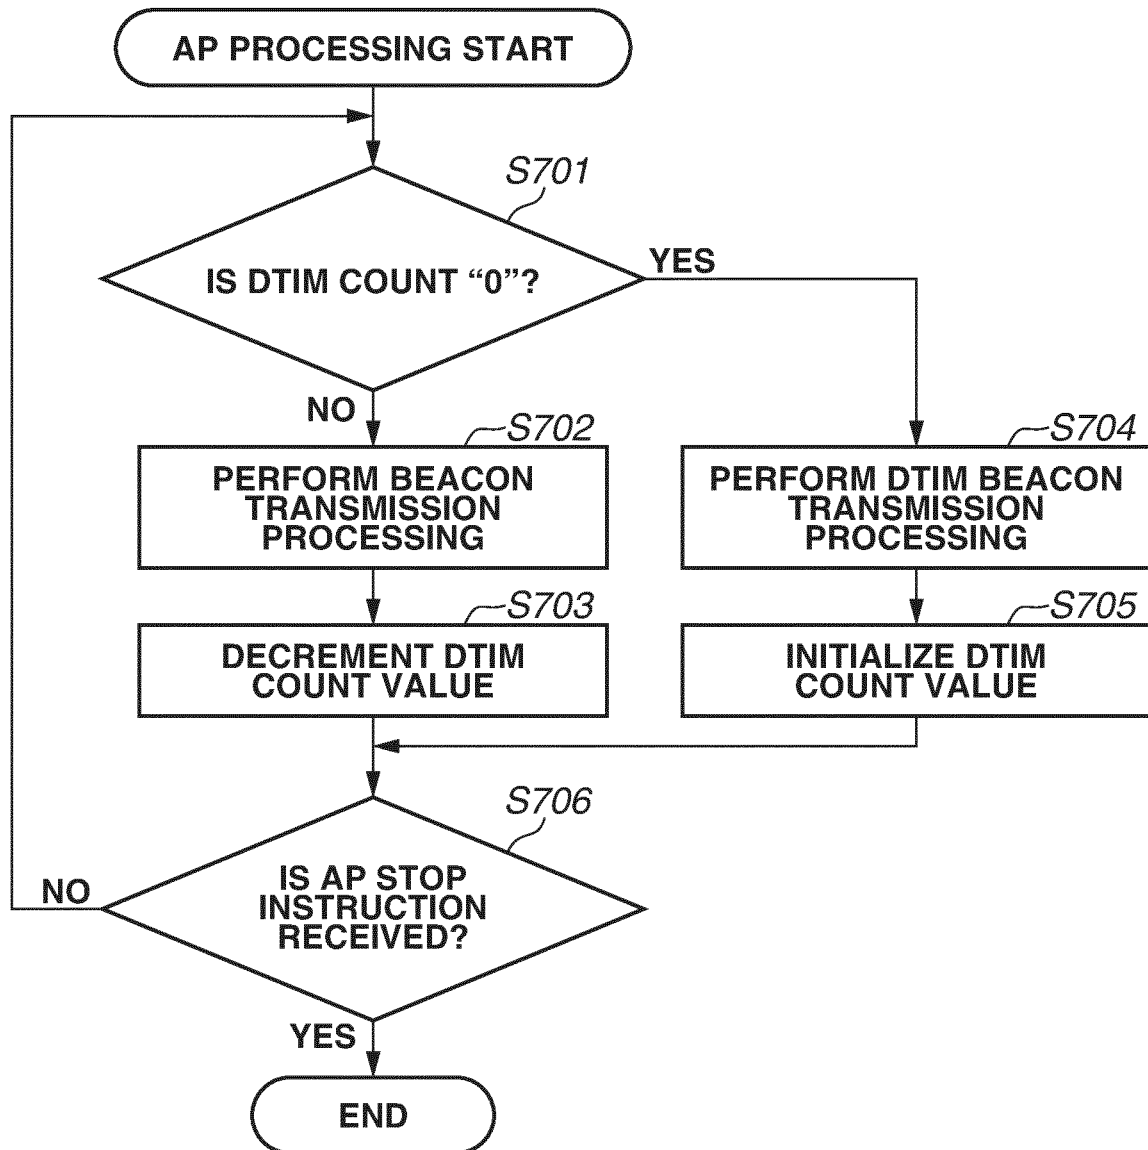 AP PROCESSING START
S701
IS DTIM COUNT “0”?
YES
NO
S702
PERFORM BEACON
TRANSMISSION
PROCESSING
S704
PERFORM DTIM BEACON
TRANSMISSION
PROCESSING
S703
DECREMENT DTIM
COUNT VALUE
S705
INITIALIZE DTIM
COUNT VALUE
S706
IS AP STOP
INSTRUCTION
RECEIVED?
NO
YES
END